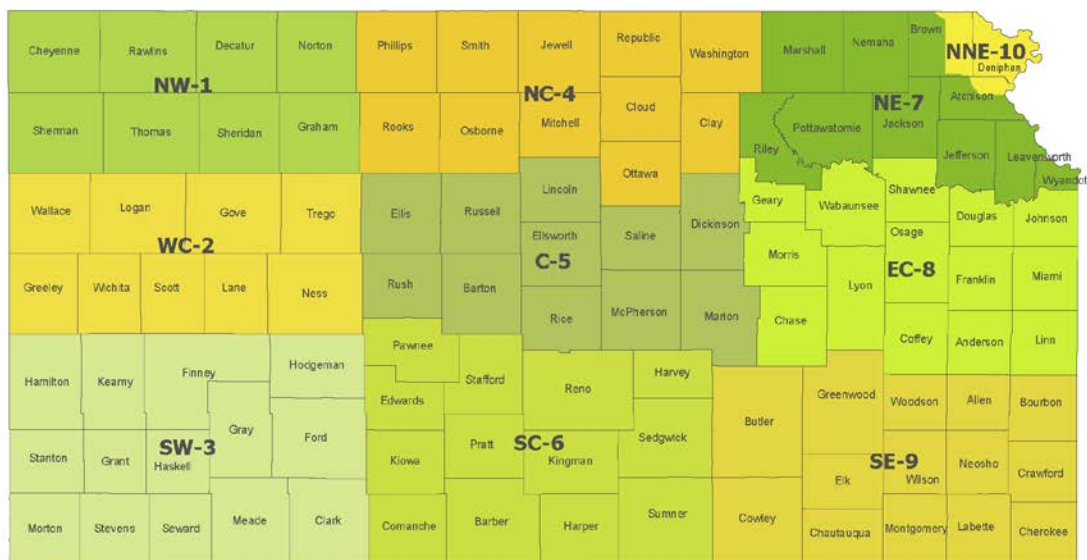 Cheyenne Rawlins Decatur Norton Phillips Smith Jewell Republic Washington Marshall Nemaha Brown Doniphan
NW-1 NC-4 NNE-10
Sherman Thomas Sheridan Graham Rooks Osborne Mitchell Cloud Clay Riley Pottawatomie Jackson Atchison
NE-7
Jefferson Leavenworth Wyandot
Wallace Logan Gove Trego Ellis Russell Lincoln Ottawa Dickinson Geary Wabaunsee Shawnee Douglas Johnson
WC-2
Ellsworth Saline Osage
C-5 EC-8
Greeley Wichita Scott Lane Ness Rush Barton Rice McPherson Marion Morris Chase Lyon Franklin Miami
Coffey Anderson Linn
Hamilton Kearny Finney Hodgeman Pawnee Stafford Reno Harvey
Edwards Butler Greenwood Woodson Allen Bourbon
Gray Ford
SW-3 SC-6 SE-9
Stanton Grant Haskell Kiowa Pratt Kingman Sedgwick Elk Wilson Neosho Crawford
Morton Stevens Seward Meade Clark Comanche Barber Harper Sumner Cowley Chautauqua Montgomery Labette Cherokee